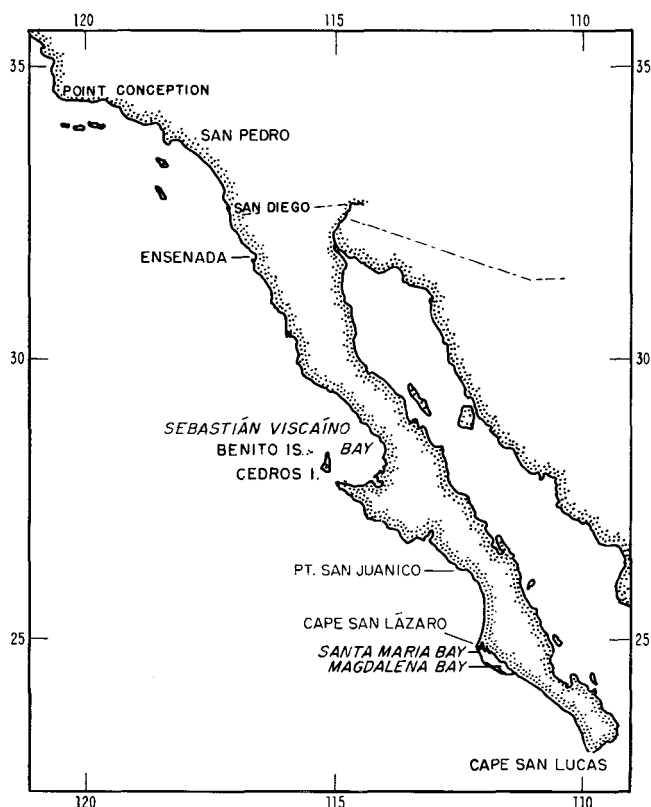 120 115 110
35 35
POINT CONCEPTION
SAN PEDRO
SAN DIEGO
ENSENADA
30 30
SEBASTIÁN VISCAÍNO
BENITO IS. BAY
CEDROS I.
PT. SAN JUANICO
CAPE SAN LÁZARO
25 25
SANTA MARIA BAY
MAGDALENA BAY
CAPE SAN LUCAS
120 115 110